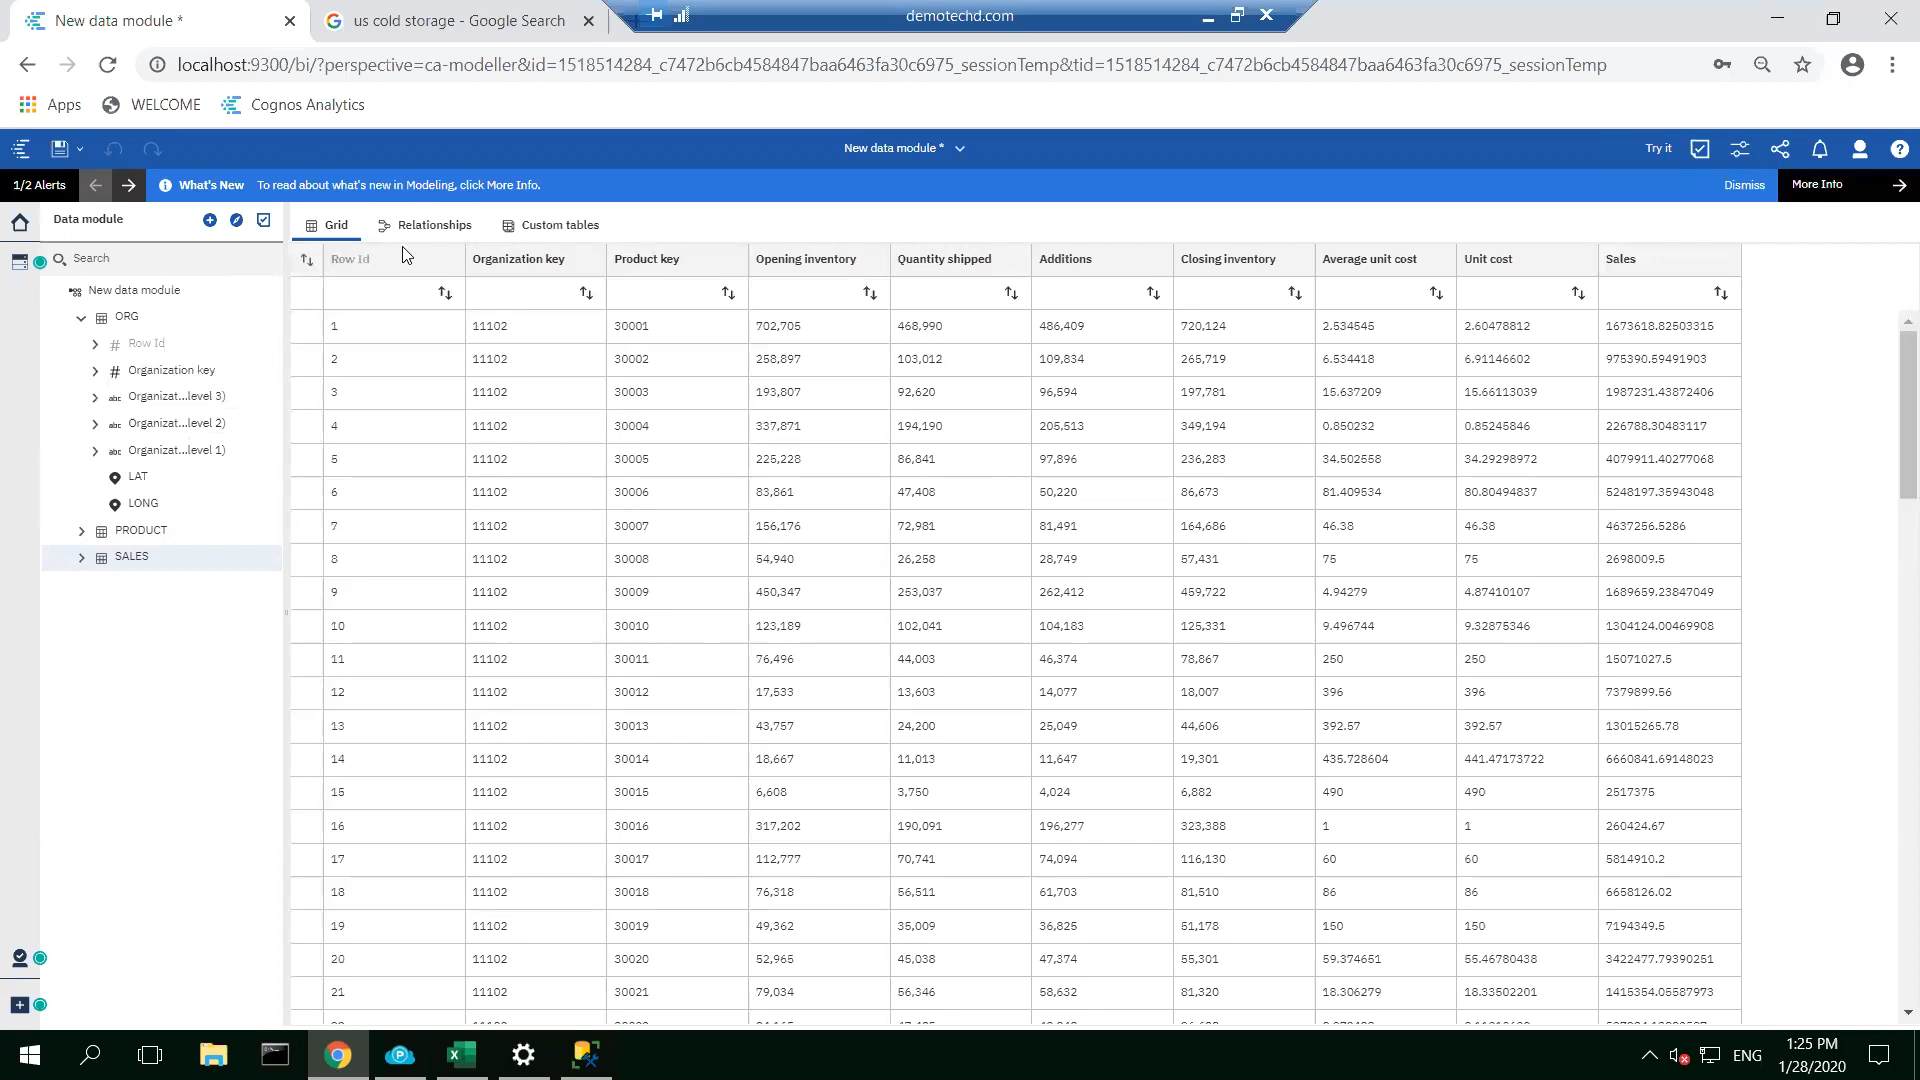 New data module *
us cold storage - Google Search
demotechd.com
localhost:9300/bi/?perspective=ca-modeller&id=1518514284_c7472b6cb4584847baa6463fa30c6975_sessionTemp&tid=1518514284_c7472b6cb4584847baa6463fa30c6975_sessionTemp
Apps WELCOME Cognos Analytics
New data module * Try it
1/2 Alerts What's New To read about what's new in Modeling, click More Info. Dismiss More Info
Data module
Search
New data module
ORG
Row Id
Organization key
Organizat...level 3)
Organizat...level 2)
Organizat...level 1)
LAT
LONG
PRODUCT
SALES
Grid Relationships Custom tables
Row Id Organization key Product key Opening inventory Quantity shipped Additions Closing inventory Average unit cost Unit cost Sales
1 11102 30001 702,705 468,990 486,409 720,124 2.534545 2.60478812 1673618.82503315
2 11102 30002 258,897 103,012 109,834 265,719 6.534418 6.91146602 975390.59491903
3 11102 30003 193,807 92,620 96,594 197,781 15.637209 15.66113039 1987231.43872406
4 11102 30004 337,871 194,190 205,513 349,194 0.850232 0.85245846 226788.30483117
5 11102 30005 225,228 86,841 97,896 236,283 34.502558 34.29298972 4079911.40277068
6 11102 30006 83,861 47,408 50,220 86,673 81.409534 80.80494837 5248197.35943048
7 11102 30007 156,176 72,981 81,491 164,686 46.38 46.38 4637256.5286
8 11102 30008 54,940 26,258 28,749 57,431 75 75 2698009.5
9 11102 30009 450,347 253,037 262,412 459,722 4.94279 4.87410107 1689659.23847049
10 11102 30010 123,189 102,041 104,183 125,331 9.496744 9.32875346 1304124.00469908
11 11102 30011 76,496 44,003 46,374 78,867 250 250 15071027.5
12 11102 30012 17,533 13,603 14,077 18,007 396 396 7379899.56
13 11102 30013 43,757 24,200 25,049 44,606 392.57 392.57 13015265.78
14 11102 30014 18,667 11,013 11,647 19,301 435.728604 441.47173722 6660841.69148023
15 11102 30015 6,608 3,750 4,024 6,882 490 490 2517375
16 11102 30016 317,202 190,091 196,277 323,388 1 1 260424.67
17 11102 30017 112,777 70,741 74,094 116,130 60 60 5814910.2
18 11102 30018 76,318 56,511 61,703 81,510 86 86 6658126.02
19 11102 30019 49,362 35,009 36,825 51,178 150 150 7194349.5
20 11102 30020 52,965 45,038 47,374 55,301 59.374651 55.46780438 3422477.79390251
21 11102 30021 79,034 56,346 58,632 81,320 18.306279 18.33502201 1415354.05587973
ENG
1:25 PM
1/28/2020